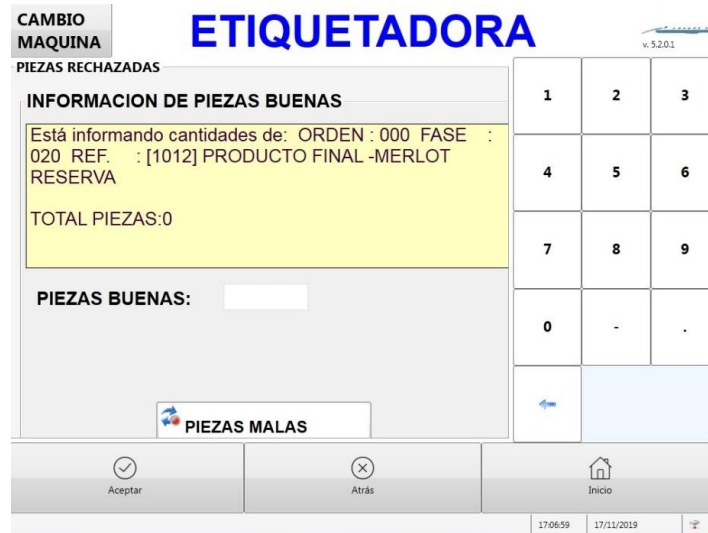 CAMBIO
MAQUINA
ETIQUETADORA
v. 5.2.0.1
PIEZAS RECHAZADAS
INFORMACION DE PIEZAS BUENAS
Está informando cantidades de: ORDEN : 000 FASE :
020 REF. : [1012] PRODUCTO FINAL -MERLOT
RESERVA
TOTAL PIEZAS:0
PIEZAS BUENAS:
PIEZAS MALAS
1 2 3
4 5 6
7 8 9
0 - .
Aceptar
Atrás
Inicio
17:06:59 17/11/2019